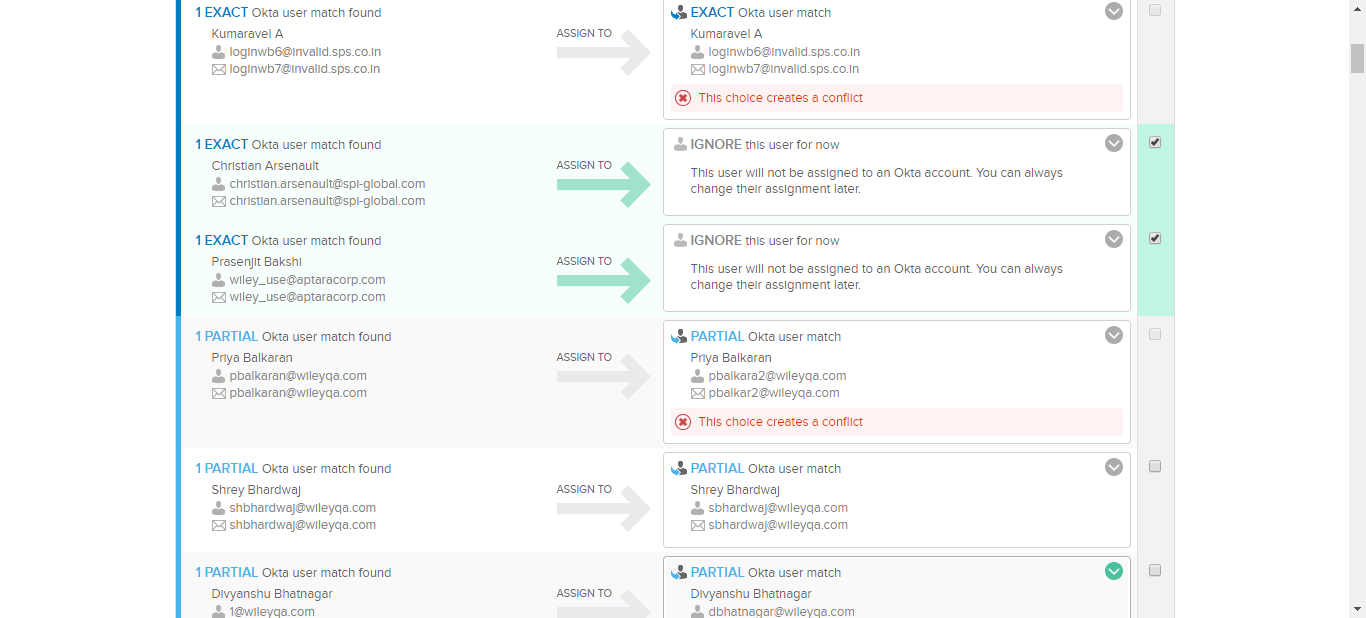 1 EXACT Okta user match found
Kumaravel A
loginwb6@invalid.sps.co.in
loginwb7@invalid.sps.co.in
ASSIGN TO
EXACT Okta user match
Kumaravel A
loginwb6@invalid.sps.co.in
loginwb7@invalid.sps.co.in
This choice creates a conflict
1 EXACT Okta user match found
Christian Arsenault
christian.arsenault@spi-global.com
christian.arsenault@spi-global.com
ASSIGN TO
IGNORE this user for now
This user will not be assigned to an Okta account. You can always
change their assignment later.
1 EXACT Okta user match found
Prasenjit Bakshi
wiley_use@aptaracorp.com
wiley_use@aptaracorp.com
ASSIGN TO
IGNORE this user for now
This user will not be assigned to an Okta account. You can always
change their assignment later.
1 PARTIAL Okta user match found
Priya Balkaran
pbalkaran@wileyqa.com
pbalkaran@wileyqa.com
ASSIGN TO
PARTIAL Okta user match
Priya Balkaran
pbalkara2@wileyqa.com
pbalkar2@wileyqa.com
This choice creates a conflict
1 PARTIAL Okta user match found
Shrey Bhardwaj
shbhardwaj@wileyqa.com
shbhardwaj@wileyqa.com
ASSIGN TO
PARTIAL Okta user match
Shrey Bhardwaj
sbhardwaj@wileyqa.com
sbhardwaj@wileyqa.com
1 PARTIAL Okta user match found
Divyanshu Bhatnagar
1@wileyqa.com
ASSIGN TO
PARTIAL Okta user match
Divyanshu Bhatnagar
dbhatnagar@wileyqa.com